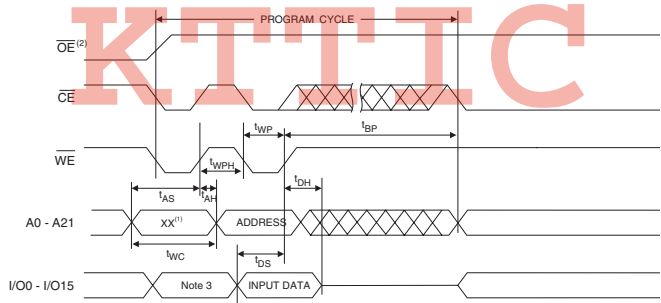 KTTIC
PROGRAM CYCLE
OE(2)
CE
tWP
tBP
WE
tWPH
tDH
tAS
tAH
A0 - A21
XX(1)
ADDRESS
tWC
tDS
I/O0 - I/O15
Note 3
INPUT DATA